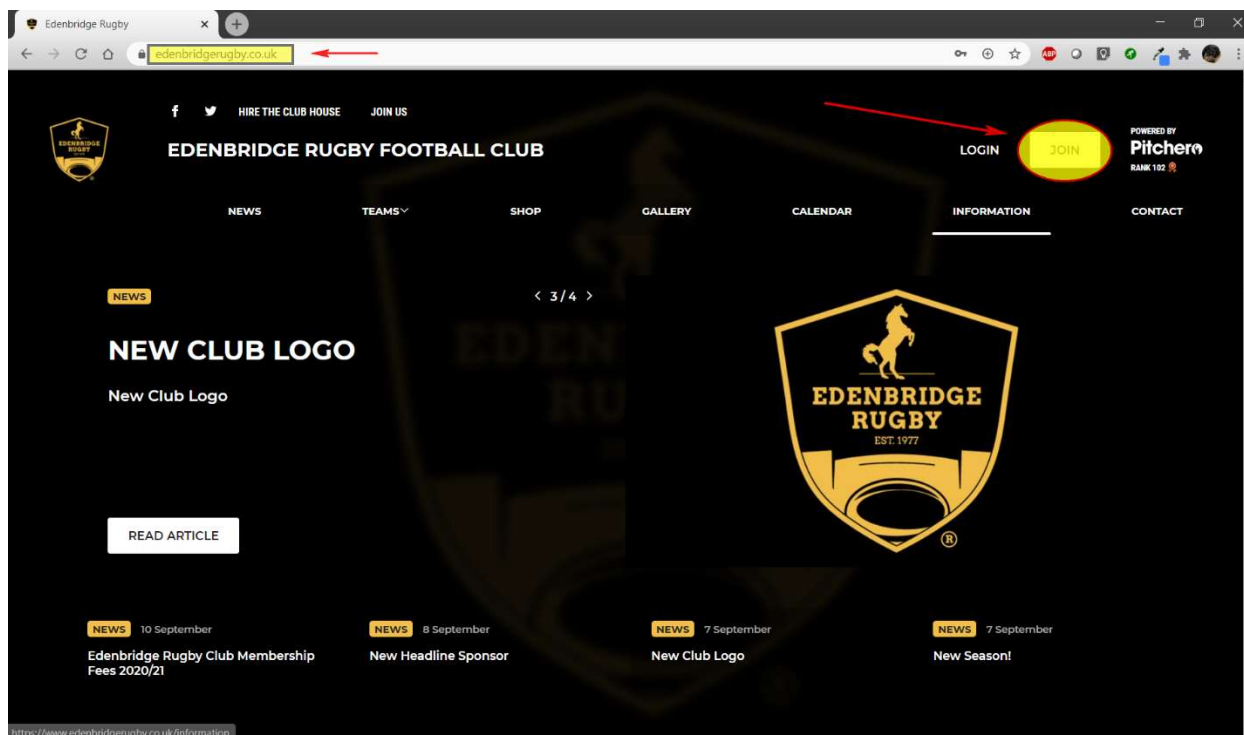 Edenbridge Rugby
edenbridgerugby.co.uk
ABP
HIRE THE CLUB HOUSE JOIN US
EDENBRIDGE RUGBY FOOTBALL CLUB
EDENBRIDGE
RUGBY
LOGIN JOIN
POWERED BY
Pitchero
RANK 102
NEWS TEAMS SHOP GALLERY CALENDAR INFORMATION CONTACT
NEWS
< 3/4 >
NEW CLUB LOGO
New Club Logo
READ ARTICLE
EDENBRIDGE
RUGBY
EST. 1977
®
NEWS 10 September
Edenbridge Rugby Club Membership
Fees 2020/21
NEWS 8 September
New Headline Sponsor
NEWS 7 September
New Club Logo
NEWS 7 September
New Season!
https://www.edenbridgerugby.co.uk/information